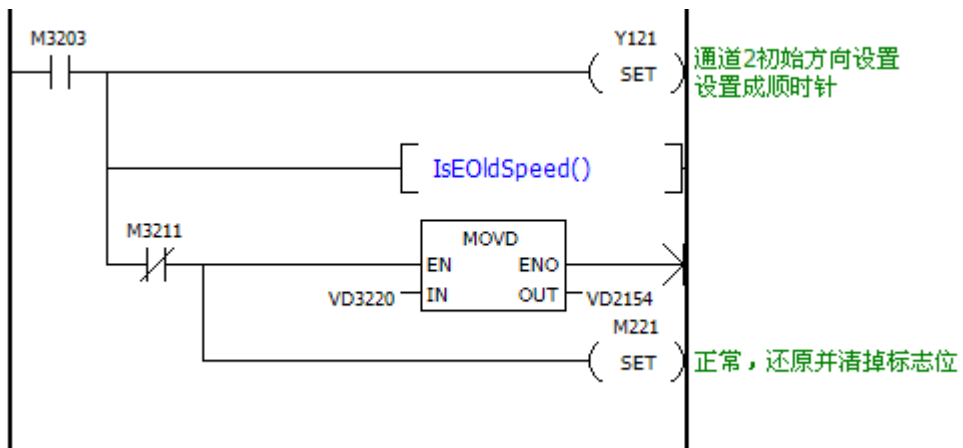 M3203
Y121
SET
通道2初始方向设置
设置成顺时针
IsEOldSpeed()
M3211
MOVD
EN ENO
VD3220 IN OUT VD2154
M221
SET
正常，还原并清掉标志位